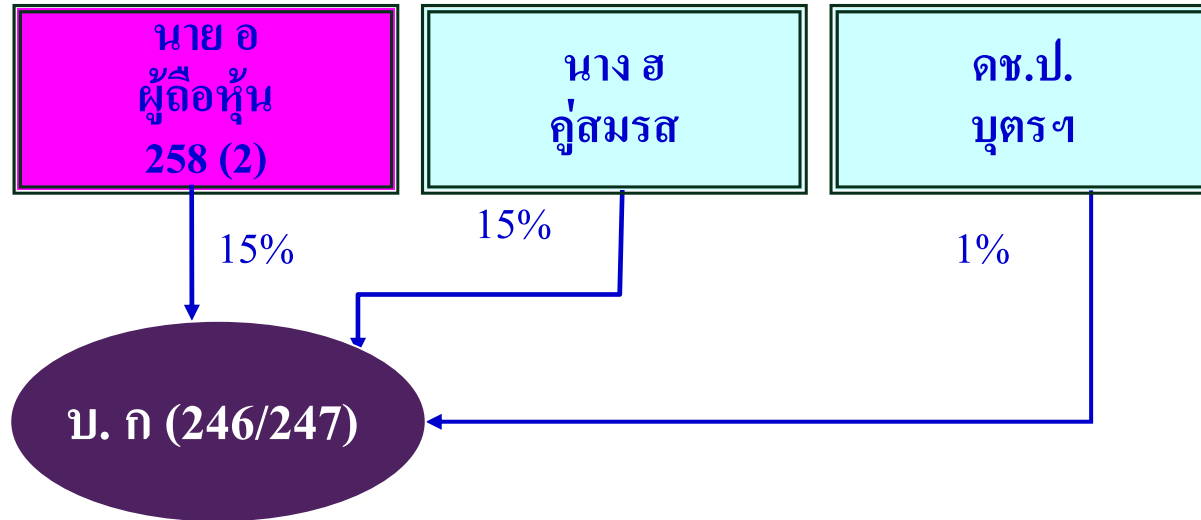 นาย อ
ผู้ถือหุ้น
258 (2)
นาง ฮ
คู่สมรส
ดช.ป.
บุตรฯ
15%
15%
1%
บ. ก (246/247)